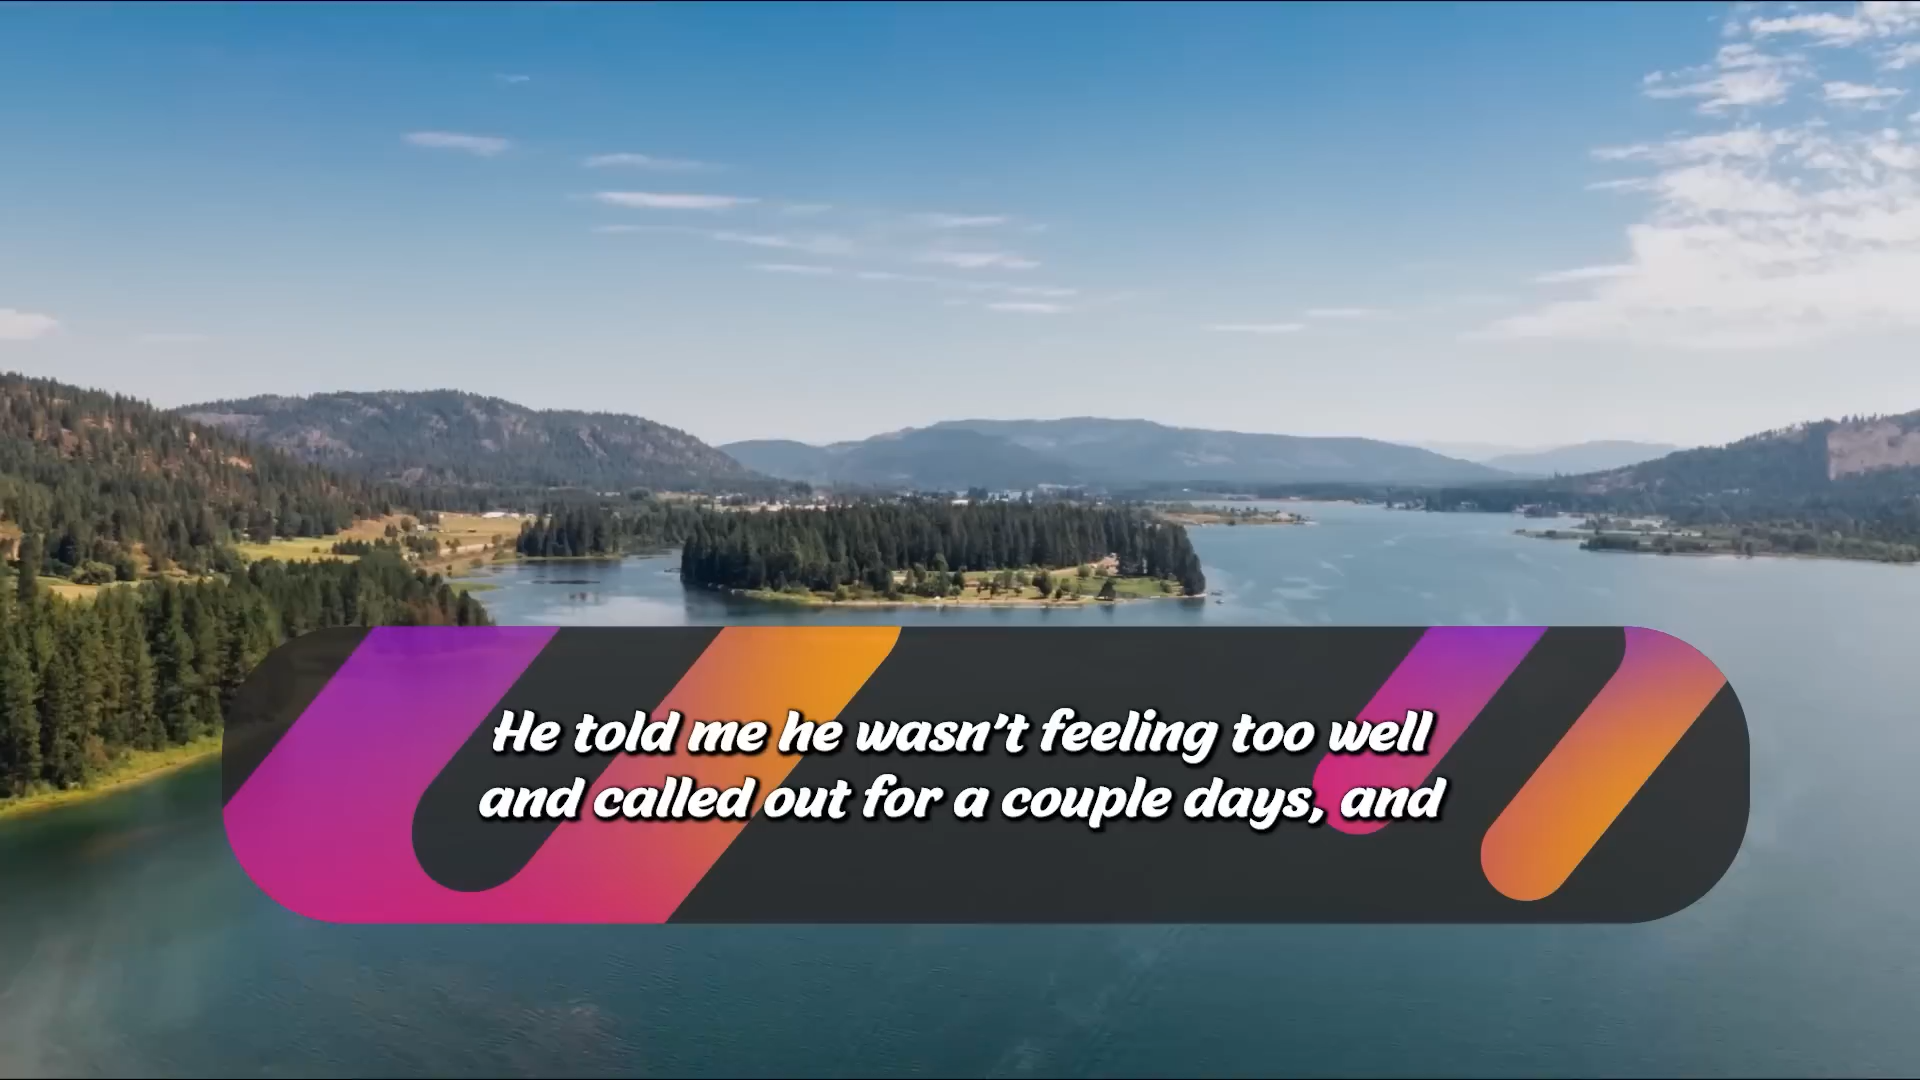 He told me he wasn't feeling too well
and called out for a couple days, and